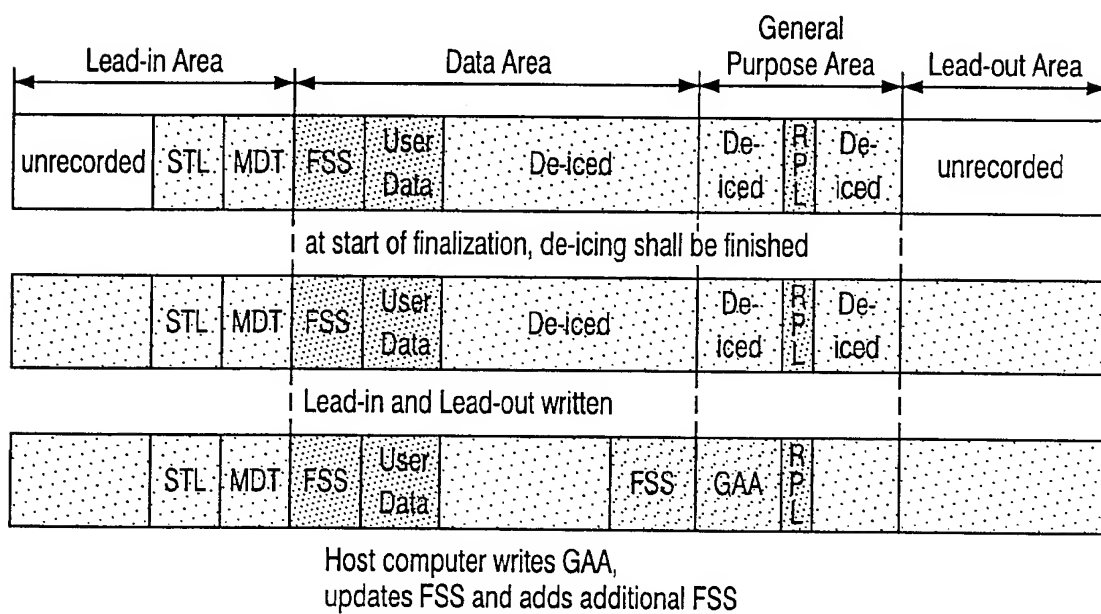 Lead-in Area
Data Area
General
Purpose Area
Lead-out Area
unrecorded
STL
MDT
FSS
User
Data
De-iced
De-
iced
RPL
De-
iced
unrecorded
at start of finalization, de-icing shall be finished
STL
MDT
FSS
User
Data
De-iced
De-
iced
RPL
De-
iced
Lead-in and Lead-out written
STL
MDT
FSS
User
Data
FSS
GAA
RPL
Host computer writes GAA,
updates FSS and adds additional FSS